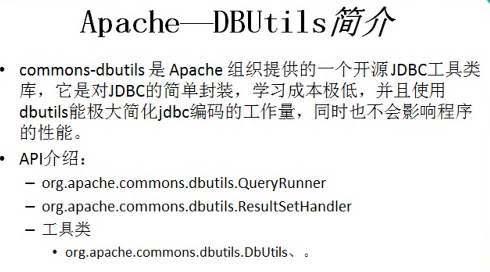 Apache—DBUtils简介
• commons-dbutils 是 Apache 组织提供的一个开源 JDBC工具类
库，它是对JDBC的简单封装，学习成本极低，并且使用
dbutils能极大简化jdbc编码的工作量，同时也不会影响程序
的性能。
• API介绍：
– org.apache.commons.dbutils.QueryRunner
– org.apache.commons.dbutils.ResultSetHandler
– 工具类
• org.apache.commons.dbutils.DbUtils、。